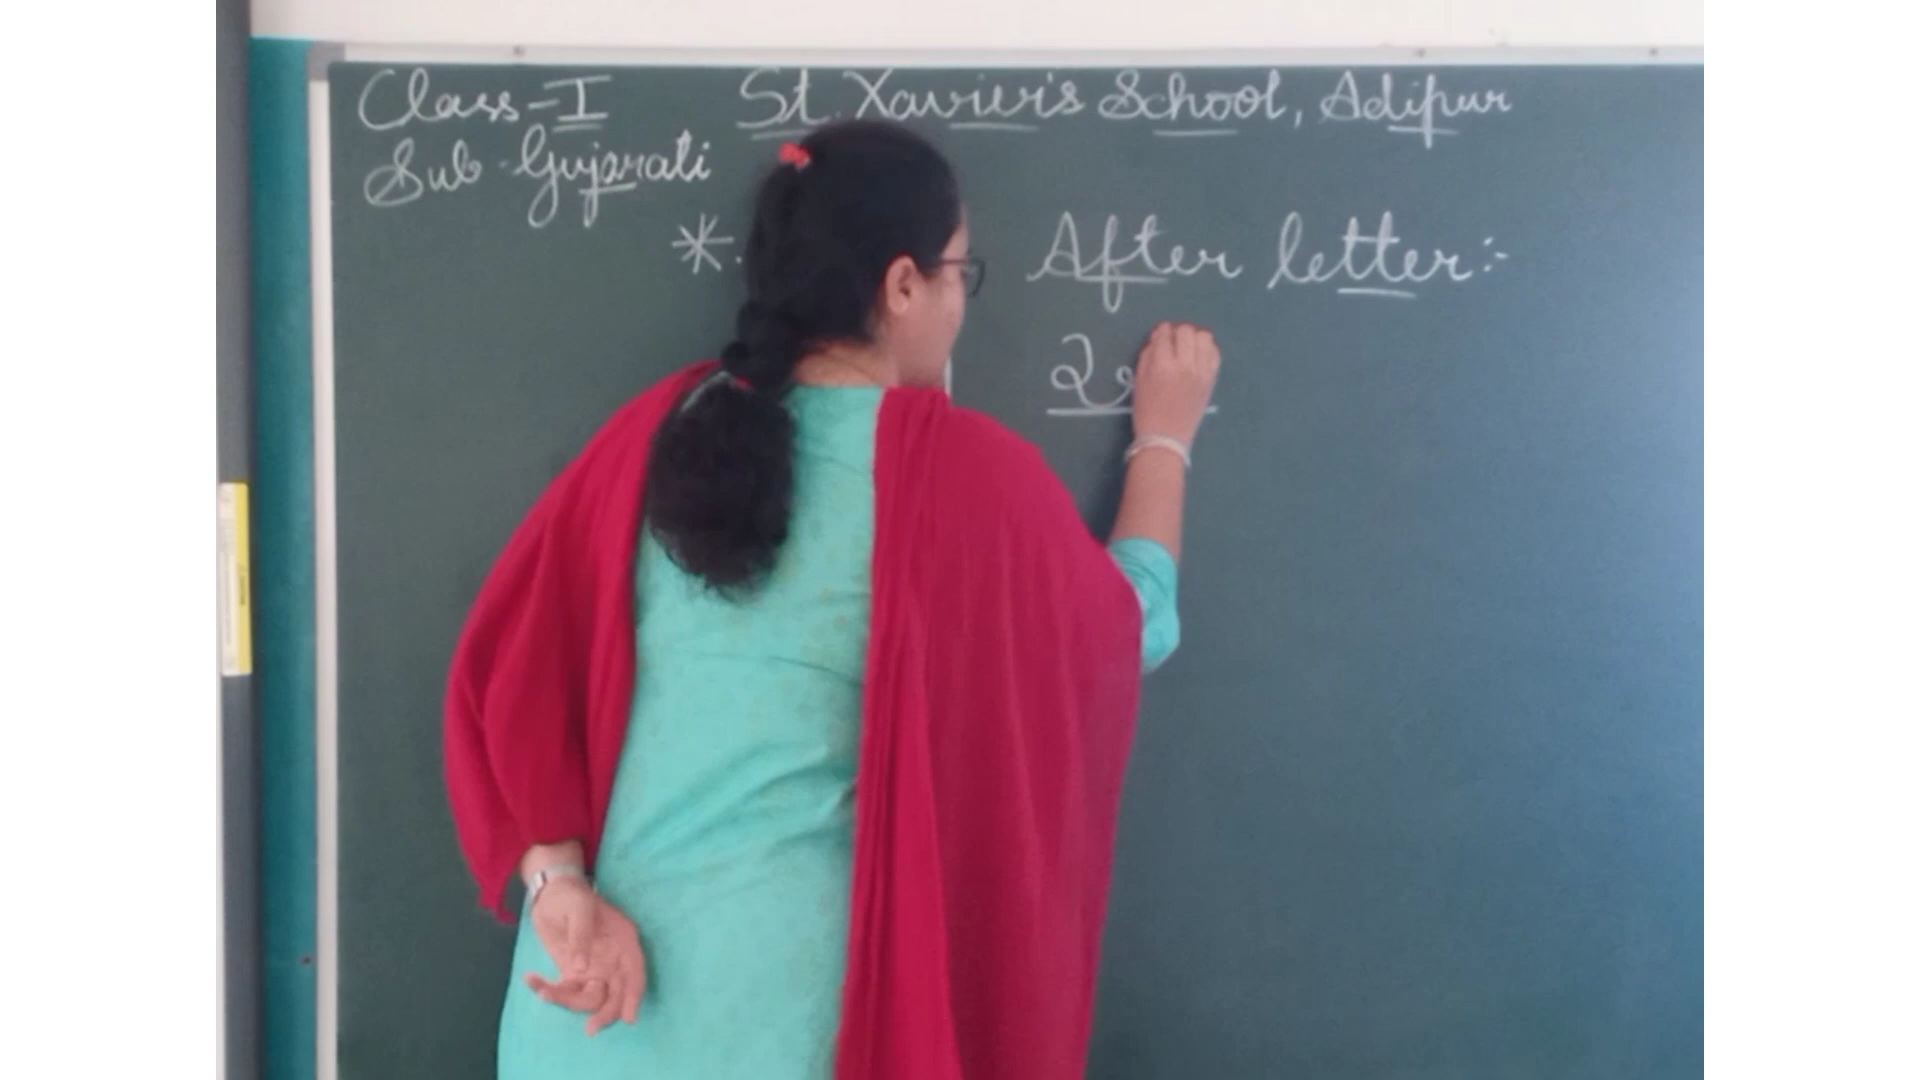 Class-I St. Xavier's School, Adipur
Sub-Gujarati
*. After letter:-